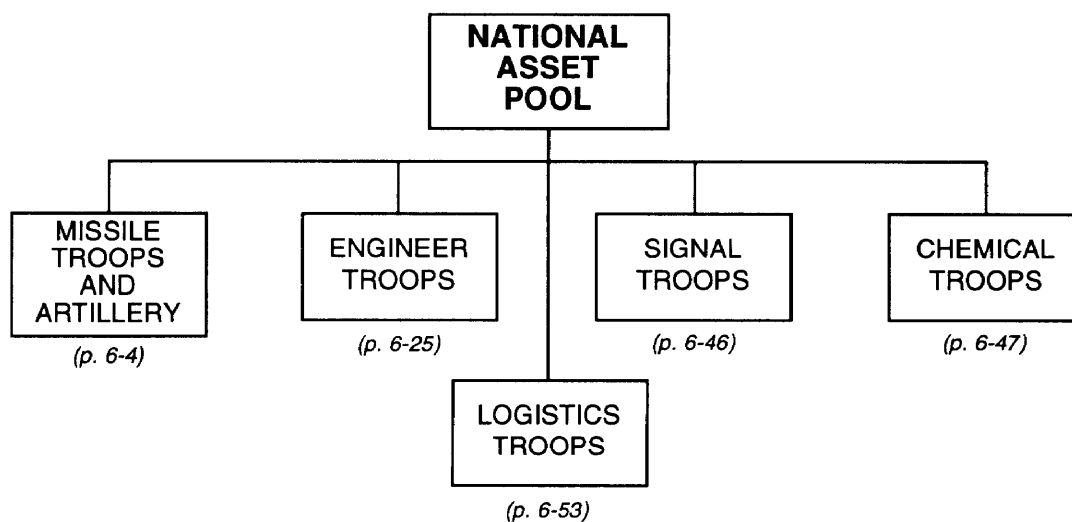 NATIONAL
ASSET
POOL
MISSILE
TROOPS
AND
ARTILLERY
(p. 6-4)
ENGINEER
TROOPS
(p. 6-25)
SIGNAL
TROOPS
(p. 6-46)
CHEMICAL
TROOPS
(p. 6-47)
LOGISTICS
TROOPS
(p. 6-53)